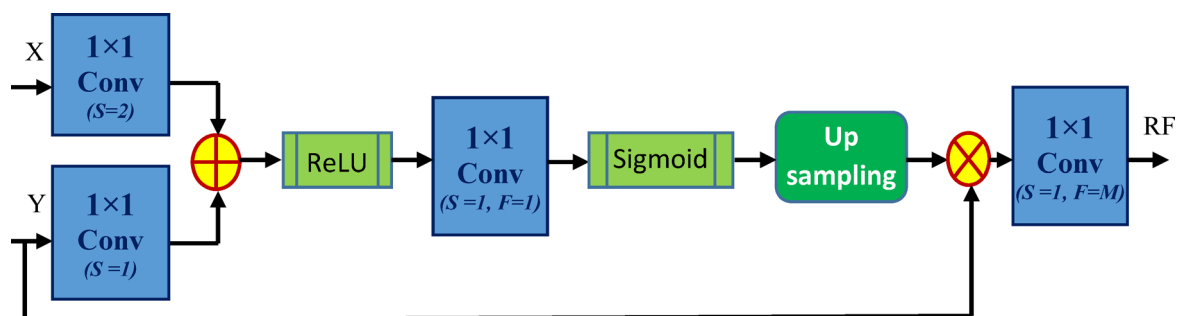 X
1×1
Conv
(S=2)
Y
1×1
Conv
(S =1)
ReLU
1×1
Conv
(S =1, F=1)
Sigmoid
Up
sampling
1×1
Conv
(S =1, F=M)
RF